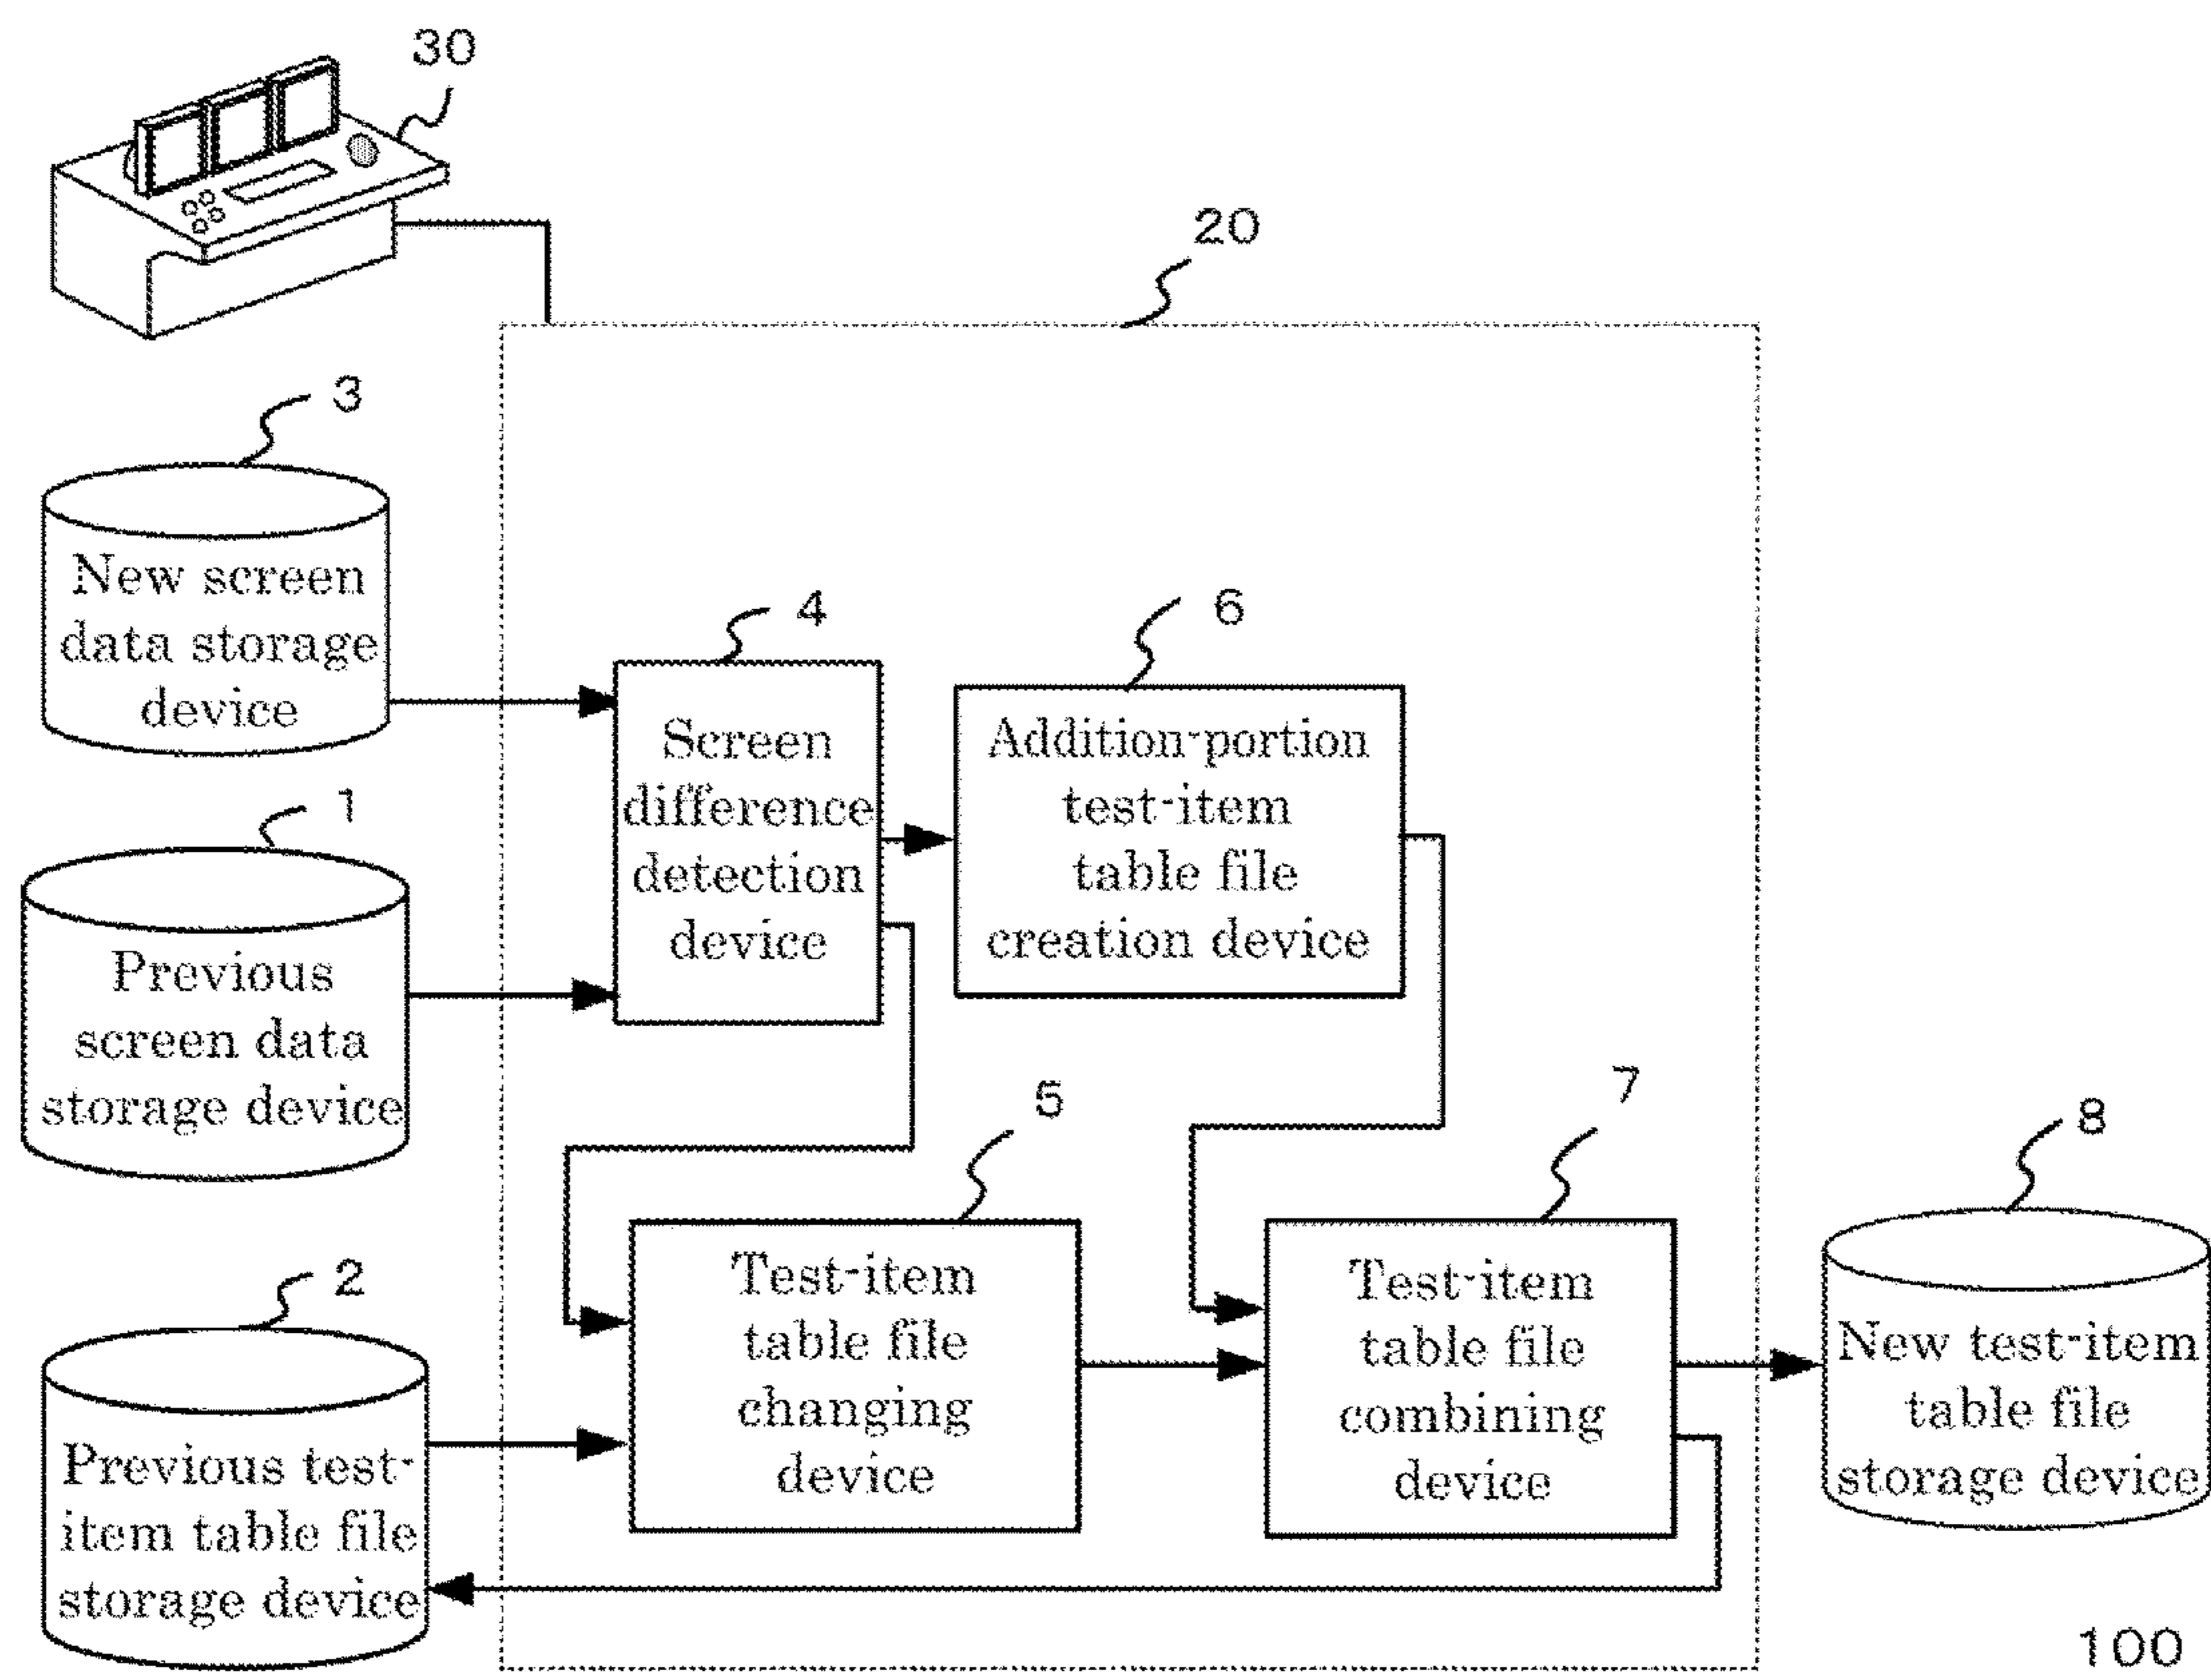 30
20
3
New screen
data storage
device
4
Screen
difference
detection
device
6
Addition-portion
test-item
table file
creation device
1
Previous
screen data
storage device
5
Test-item
table file
changing
device
7
Test-item
table file
combining
device
8
New test-item
table file
storage device
2
Previous test-
item table file
storage device
100